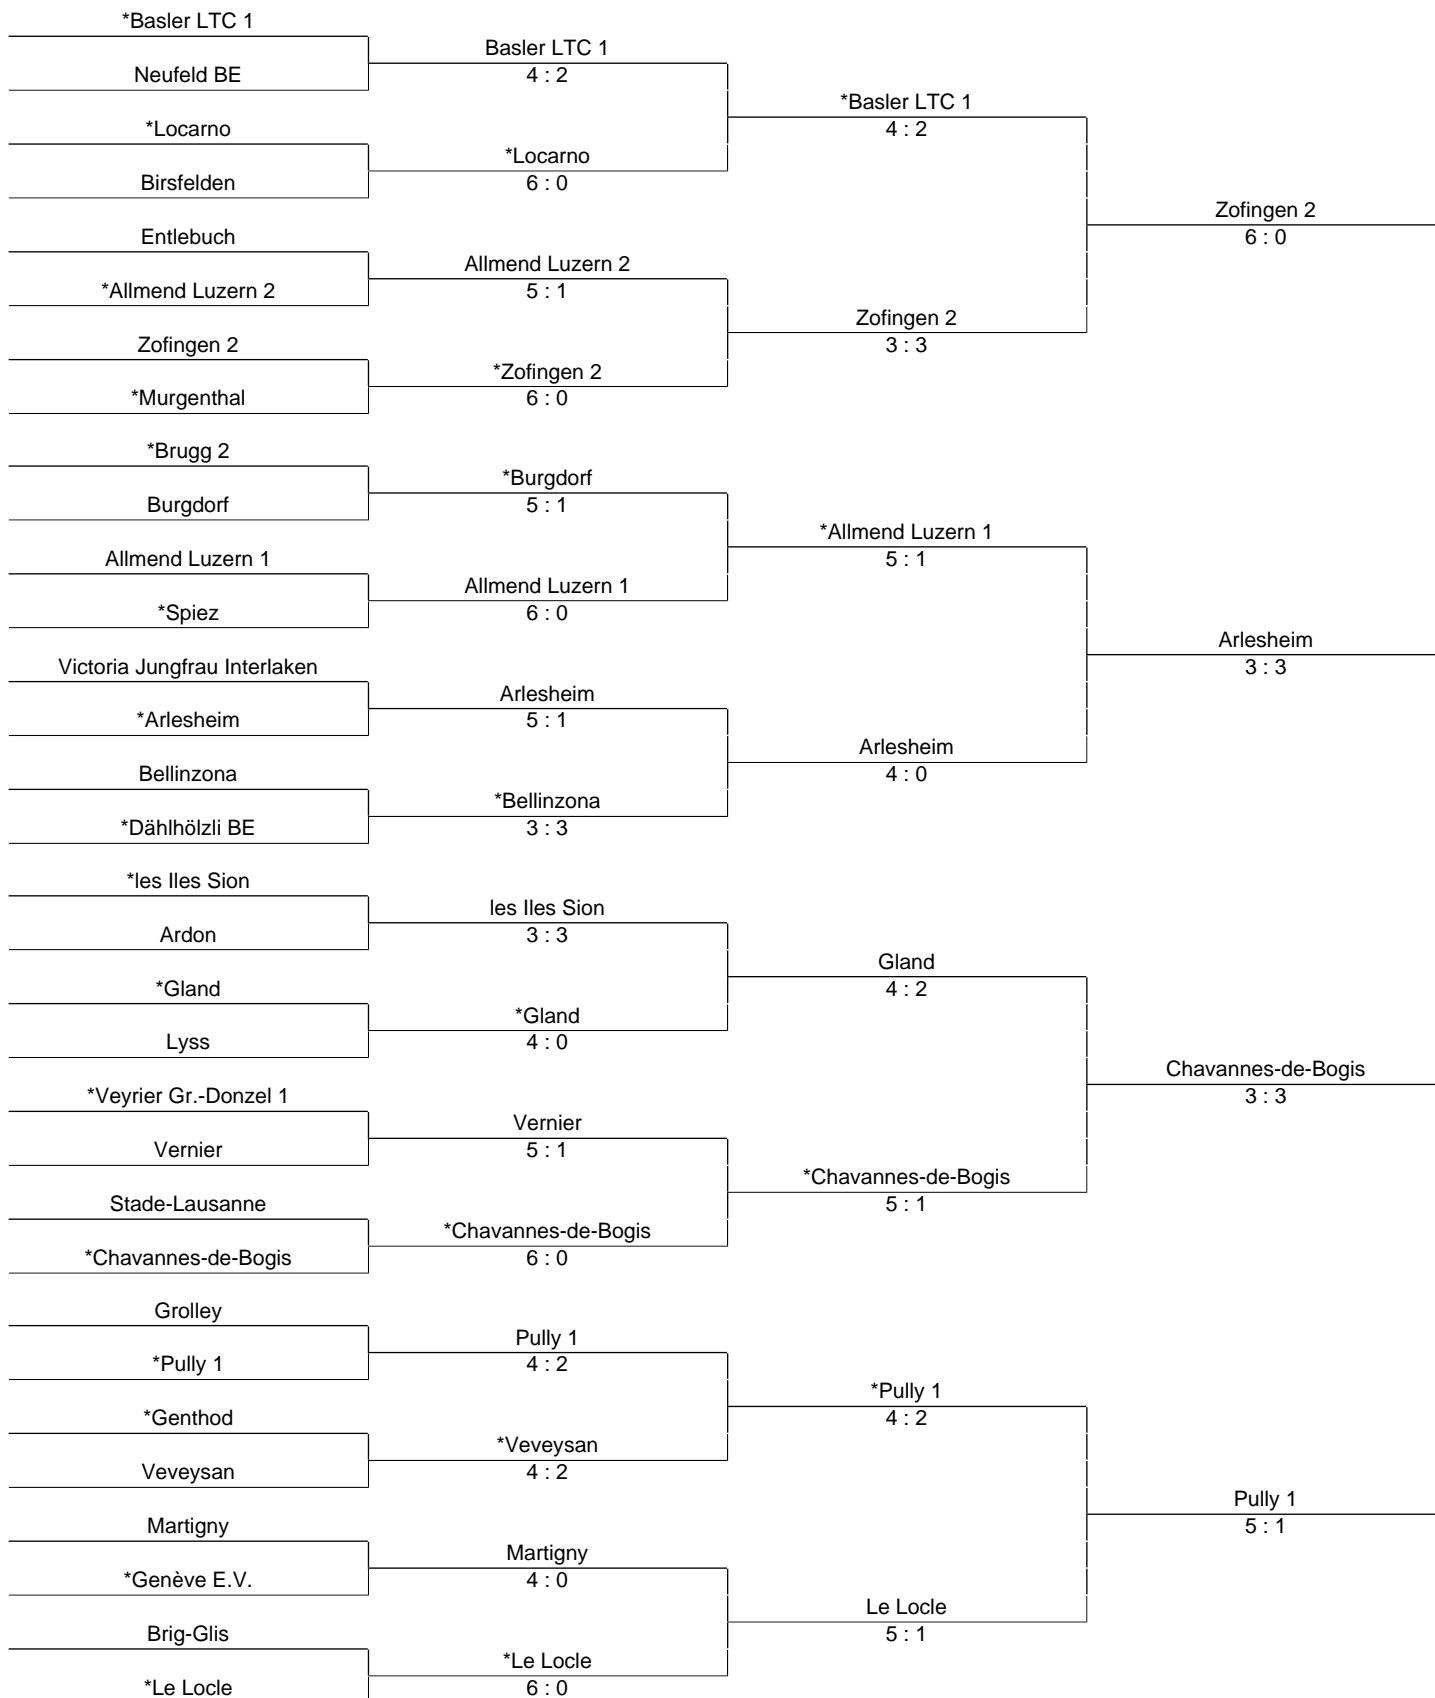 *Basler LTC 1
Neufeld BE
*Locarno
Birsfelden
Entlebuch
*Allmend Luzern 2
Zofingen 2
*Murgenthal
*Brugg 2
Burgdorf
Allmend Luzern 1
*Spiez
Victoria Jungfrau Interlaken
*Arlesheim
Bellinzona
*Dählhölzli BE
*les Iles Sion
Ardon
*Gland
Lyss
*Veyrier Gr.-Donzel 1
Vernier
Stade-Lausanne
*Chavannes-de-Bogis
Grolley
*Pully 1
*Genthod
Veveysan
Martigny
*Genève E.V.
Brig-Glis
*Le Locle
Basler LTC 1
4 : 2
*Locarno
6 : 0
Allmend Luzern 2
5 : 1
*Zofingen 2
6 : 0
*Burgdorf
5 : 1
Allmend Luzern 1
6 : 0
Arlesheim
5 : 1
*Bellinzona
3 : 3
les Iles Sion
3 : 3
*Gland
4 : 0
Vernier
5 : 1
*Chavannes-de-Bogis
6 : 0
Pully 1
4 : 2
*Veveysan
4 : 2
Martigny
4 : 0
*Le Locle
6 : 0
*Basler LTC 1
4 : 2
Zofingen 2
3 : 3
*Allmend Luzern 1
5 : 1
Arlesheim
4 : 0
Gland
4 : 2
*Chavannes-de-Bogis
5 : 1
*Pully 1
4 : 2
Le Locle
5 : 1
Zofingen 2
6 : 0
Arlesheim
3 : 3
Chavannes-de-Bogis
3 : 3
Pully 1
5 : 1